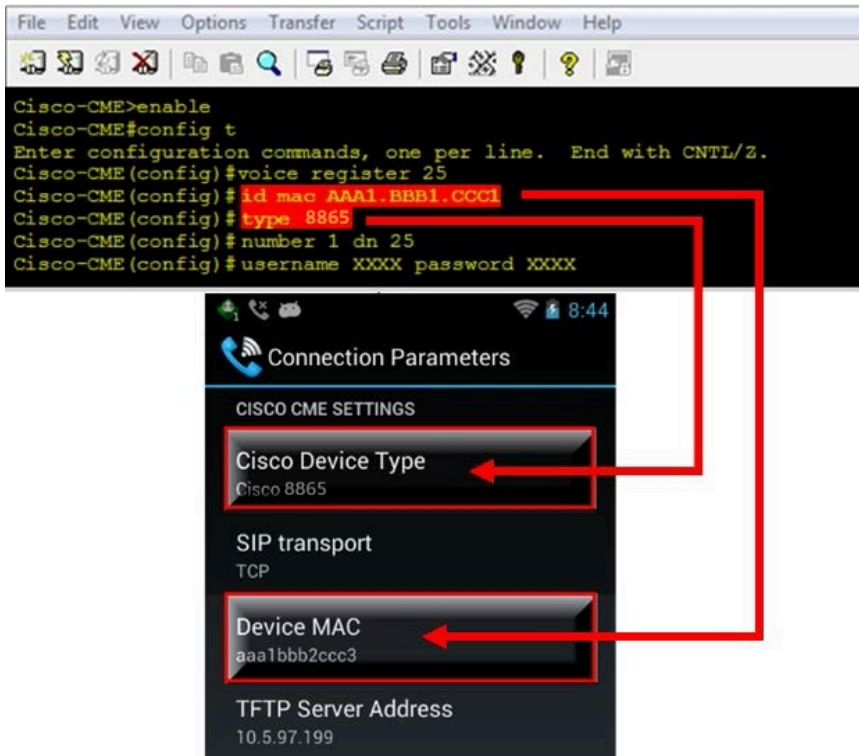 File Edit View Options Transfer Script Tools Window Help
Cisco-CME>enable
Cisco-CME#config t
Enter configuration commands, one per line. End with CNTL/Z.
Cisco-CME(config)#voice register 25
Cisco-CME(config)#id mac AAA1.BBB1.CCC1
Cisco-CME(config)#type 8865
Cisco-CME(config)#number 1 dn 25
Cisco-CME(config)#username XXXX password XXXX
1 8:44
Connection Parameters
CISCO CME SETTINGS
Cisco Device Type
Cisco 8865
SIP transport
TCP
Device MAC
aaa1bbb2ccc3
TFTP Server Address
10.5.97.199